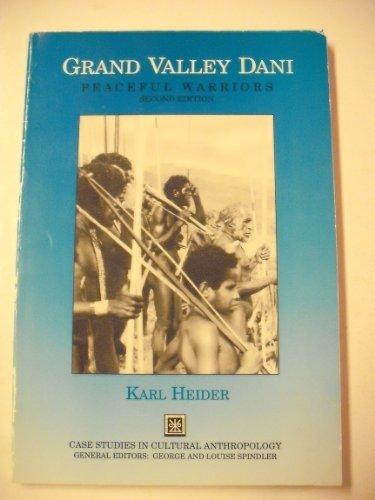 GRAND VALLEY DANI
PEACEFUL WARRIORS
SECOND EDITION
KARL HEIDER
CASE STUDIES IN CULTURAL ANTHROPOLOGY
GENERAL EDITORS: GEORGE AND LOUISE SPINDLER